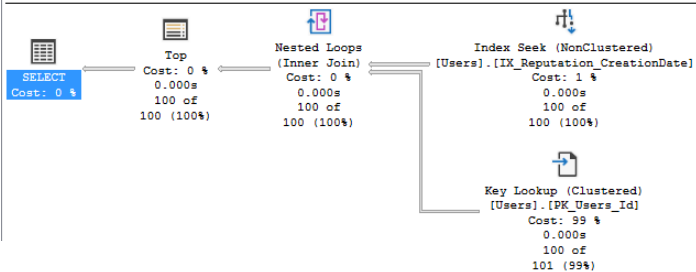 SELECT
Cost: 0 %
Top
Cost: 0 %
0.000s
100 of
100 (100%)
Nested Loops
(Inner Join)
Cost: 0 %
0.000s
100 of
100 (100%)
Index Seek (NonClustered)
[Users].[IX_Reputation_CreationDate]
Cost: 1 %
0.000s
100 of
100 (100%)
Key Lookup (Clustered)
[Users].[PK_Users_Id]
Cost: 99 %
0.000s
100 of
101 (99%)